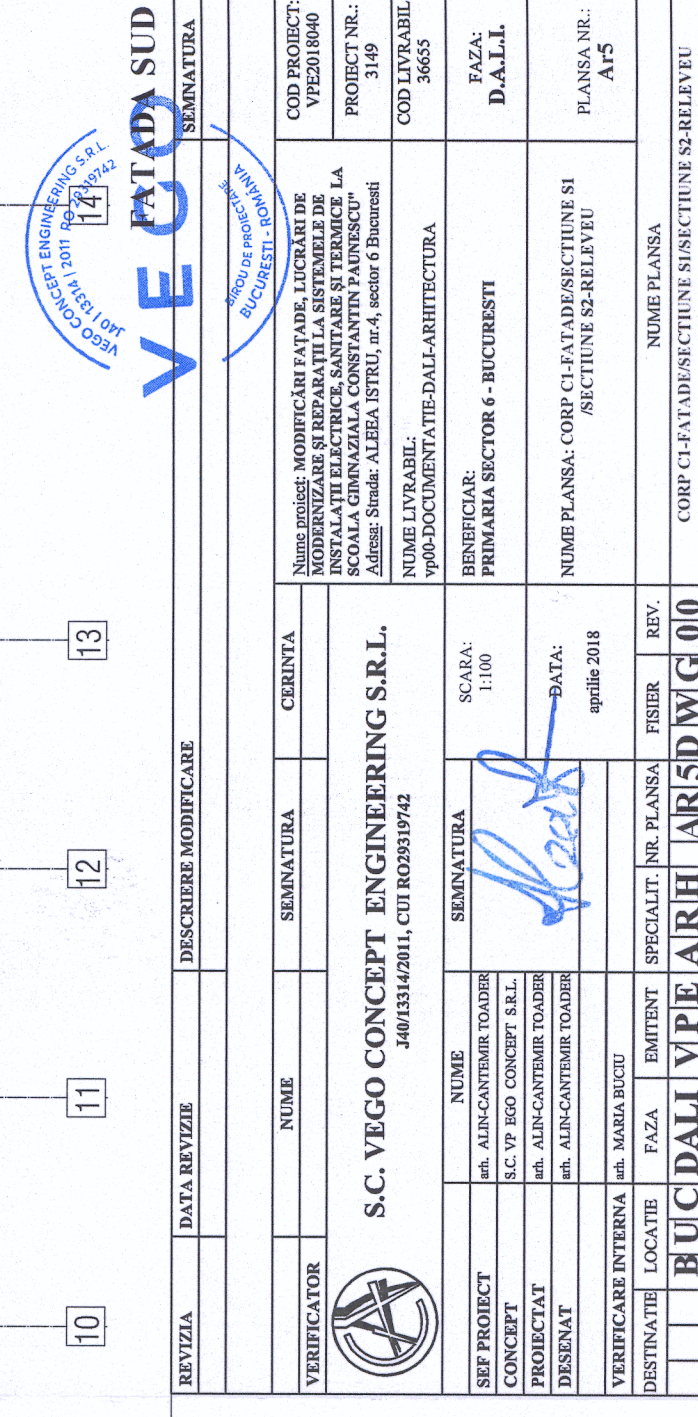 10
11
12
13
14
FATADA SUD
VEGO CONCEPT ENGINEERING S.R.L.
J40 | 13314 | 2011 RO 29319742
VEGO
BIROU DE PROIECTARE
BUCURESTI - ROMÂNIA
REVIZIA
DATA REVIZIE
DESCRIERE MODIFICARE
SEMNATURA
VERIFICATOR
NUME
SEMNATURA
CERINTA
S.C. VEGO CONCEPT ENGINEERING S.R.L.
J40/13314/2011, CUI RO29319742
Nume proiect: MODIFICĂRI FAȚADE, LUCRĂRI DE
MODERNIZARE ȘI REPARAȚII LA SISTEMELE DE
INSTALAȚII ELECTRICE, SANITARE ȘI TERMICE LA
SCOALA GIMNAZIALA CONSTANTIN PAUNESCU"
Adresa: Strada: ALEEA ISTRU, nr.4, sector 6 Bucuresti
COD PROIECT:
VPE2018040
PROIECT NR.:
3149
NUME LIVRABIL:
vp00-DOCUMENTATIE-DALI-ARHITECTURA
COD LIVRABIL
36655
NUME
SEMNATURA
SEF PROIECT
arh. ALIN-CANTEMIR TOADER
CONCEPT
S.C. VP EGO CONCEPT S.R.L.
PROIECTAT
arh. ALIN-CANTEMIR TOADER
DESENAT
arh. ALIN-CANTEMIR TOADER
VERIFICARE INTERNA
arh. MARIA BUCIU
SCARA:
1:100
DATA:
aprilie 2018
BENEFICIAR:
PRIMARIA SECTOR 6 - BUCURESTI
FAZA:
D.A.L.I.
NUME PLANSA: CORP C1-FATADE/SECTIUNE S1
/SECTIUNE S2-RELEVEU
PLANSA NR.:
Ar5
DESTINATIE
LOCATIE
FAZA
EMITENT
SPECIALIT.
NR. PLANSA
FISIER
REV.
NUME PLANSA
BUC DALI VPE ARH AR5 DWG 00
CORP C1-FATADE/SECTIUNE S1/SECTIUNE S2-RELEVEU